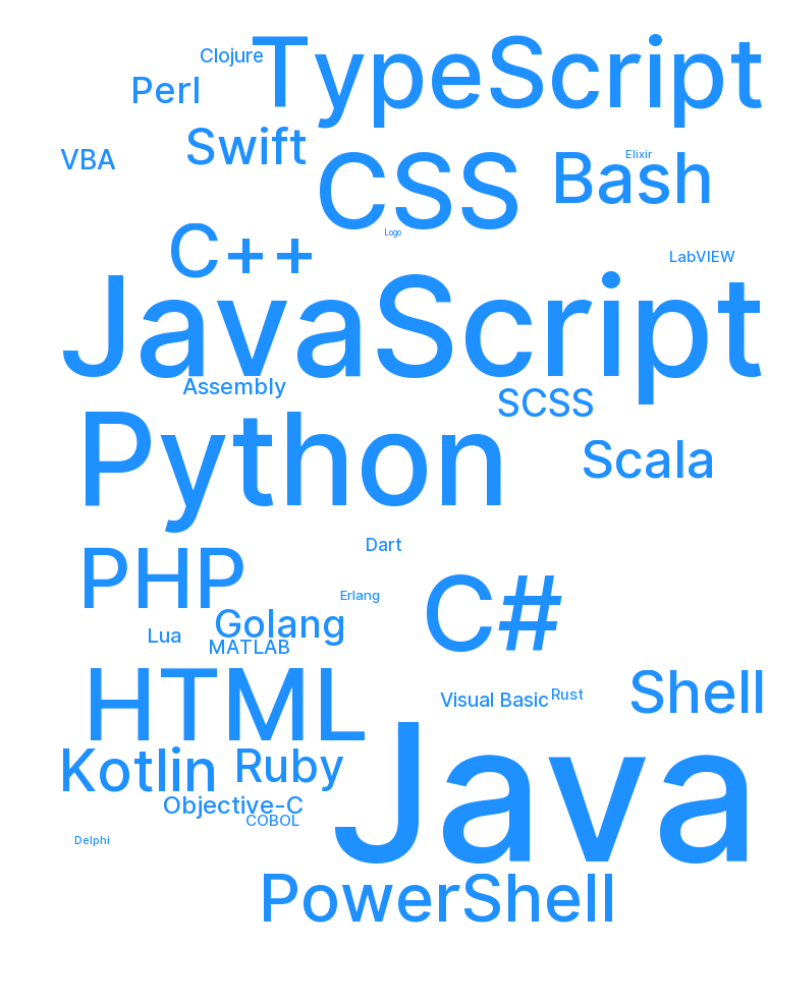 Clojure
TypeScript
Perl
Swift
VBA
CSS
Elixir
Bash
Logo
C++
LabVIEW
JavaScript
Assembly
SCSS
Python
Scala
Dart
PHP
C#
Erlang
Golang
Lua
MATLAB
HTML
Visual Basic
Rust
Shell
Java
Kotlin
Ruby
Objective-C
COBOL
Delphi
PowerShell